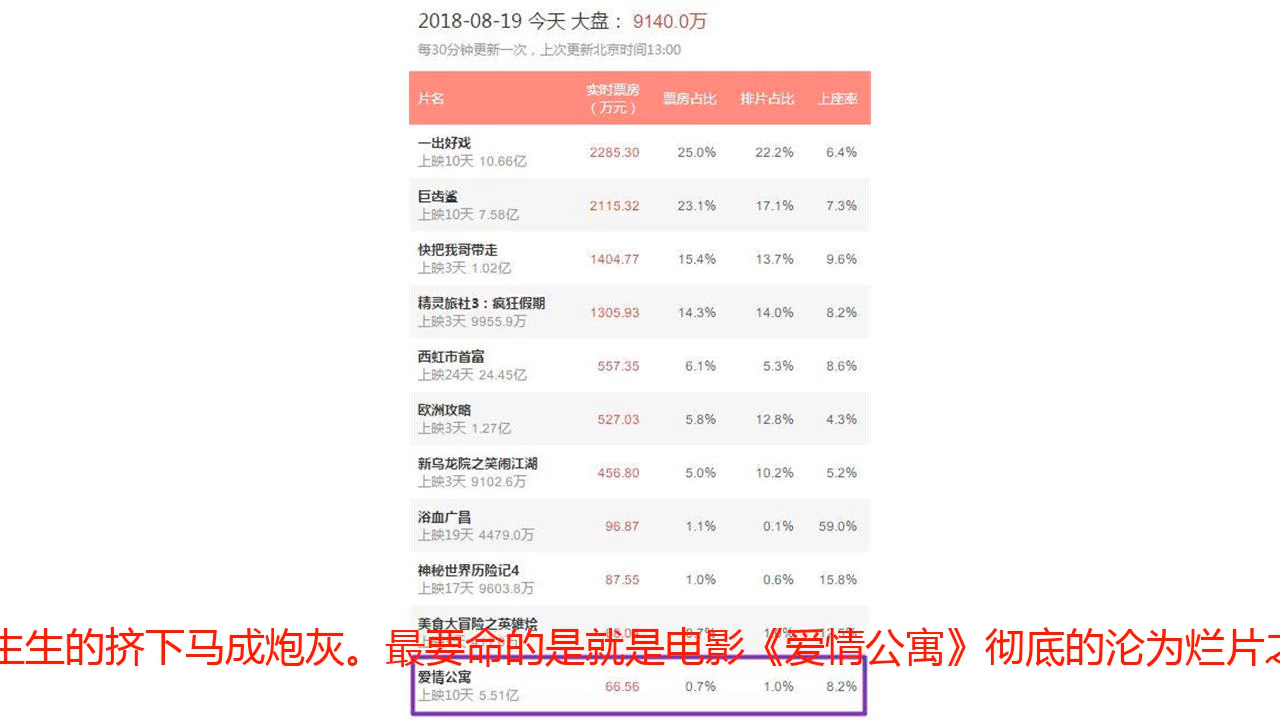 2018-08-19 今天 大盘： 9140.0万
每30分钟更新一次，上次更新北京时间13:00
片名 实时票房（万元） 票房占比 排片占比 上座率
一出好戏
上映10天 10.66亿 2285.30 25.0% 22.2% 6.4%
巨齿鲨
上映10天 7.58亿 2115.32 23.1% 17.1% 7.3%
快把我哥带走
上映3天 1.02亿 1404.77 15.4% 13.7% 9.6%
精灵旅社3：疯狂假期
上映3天 9955.9万 1305.93 14.3% 14.0% 8.2%
西虹市首富
上映24天 24.45亿 557.35 6.1% 5.3% 8.6%
欧洲攻略
上映3天 1.27亿 527.03 5.8% 12.8% 4.3%
新乌龙院之笑闹江湖
上映3天 9102.6万 456.80 5.0% 10.2% 5.2%
浴血广昌
上映19天 4479.0万 96.87 1.1% 0.1% 59.0%
神秘世界历险记4
上映17天 9603.8万 87.55 1.0% 0.6% 15.8%
美食大冒险之英雄烩
生生的挤下马成炮灰。最要命的是就是电影《爱情公寓》彻底的沦为烂片之
爱情公寓
上映10天 5.51亿 66.56 0.7% 1.0% 8.2%